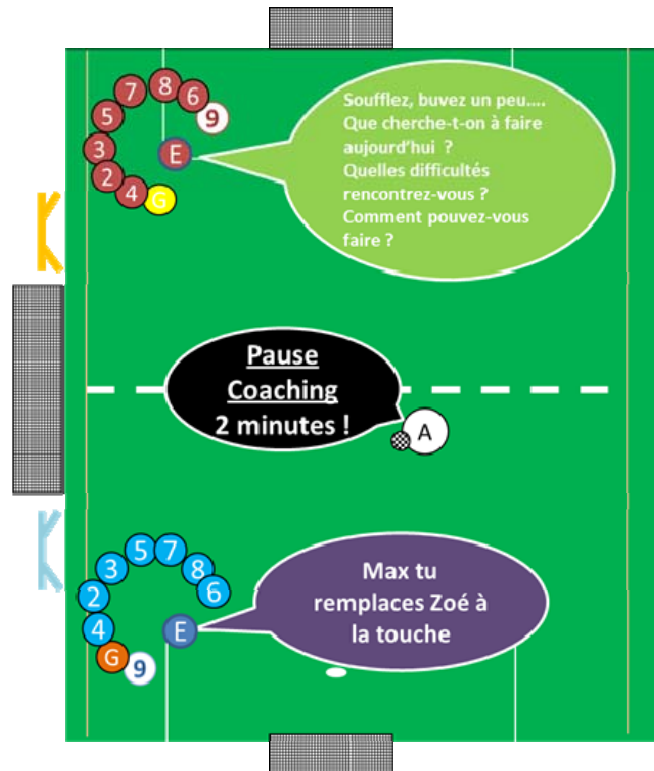 8
7
6
5
9
3
E
2
4
G
Soufflez, buvez un peu....
Que cherche-t-on à faire
aujourd'hui ?
Quelles difficultés
rencontrez-vous ?
Comment pouvez-vous
faire ?
Pause
Coaching
2 minutes !
A
5
7
3
8
2
6
4
E
G
9
Max tu
remplaces Zoé à
la touche